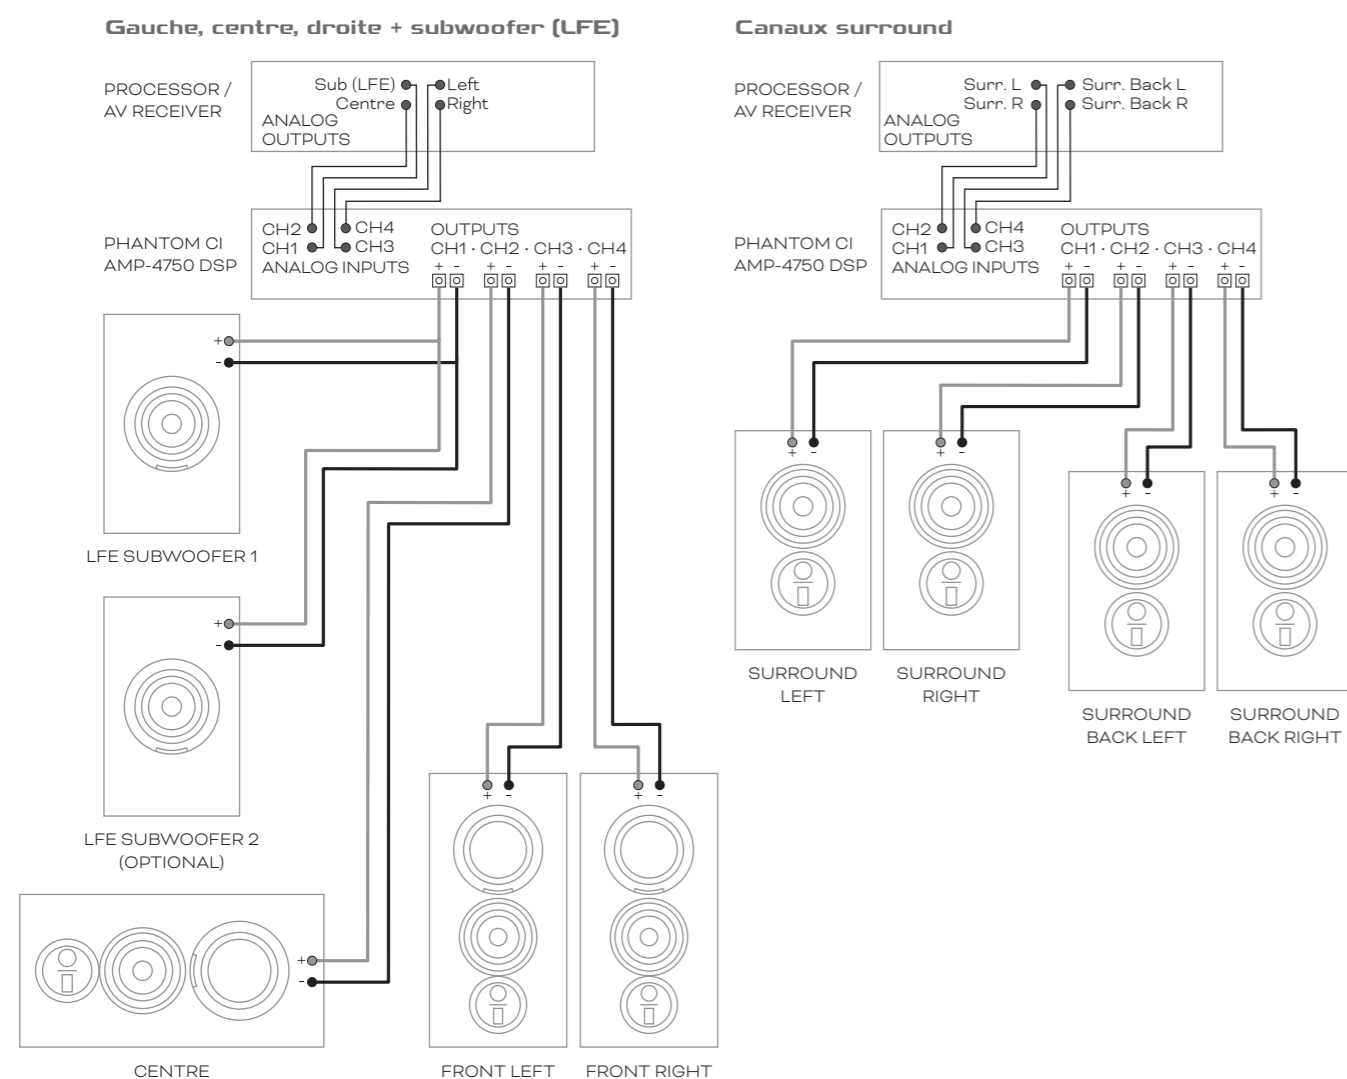 Gauche, centre, droite + subwoofer (LFE)
PROCESSOR /
AV RECEIVER
Sub (LFE) Left
Centre Right
ANALOG
OUTPUTS
PHANTOM CI
AMP-4750 DSP
CH2 CH4
CH1 CH3
ANALOG INPUTS
OUTPUTS
CH1 · CH2 · CH3 · CH4
+ - + - + - + -
+
-
LFE SUBWOOFER 1
+
-
LFE SUBWOOFER 2
(OPTIONAL)
+
-
CENTRE
+ -
FRONT LEFT
+ -
FRONT RIGHT
Canaux surround
PROCESSOR /
AV RECEIVER
Surr. L Surr. Back L
Surr. R Surr. Back R
ANALOG
OUTPUTS
PHANTOM CI
AMP-4750 DSP
CH2 CH4
CH1 CH3
ANALOG INPUTS
OUTPUTS
CH1 · CH2 · CH3 · CH4
+ - + - + - + -
+ -
SURROUND
LEFT
+ -
SURROUND
RIGHT
+ -
SURROUND
BACK LEFT
+ -
SURROUND
BACK RIGHT